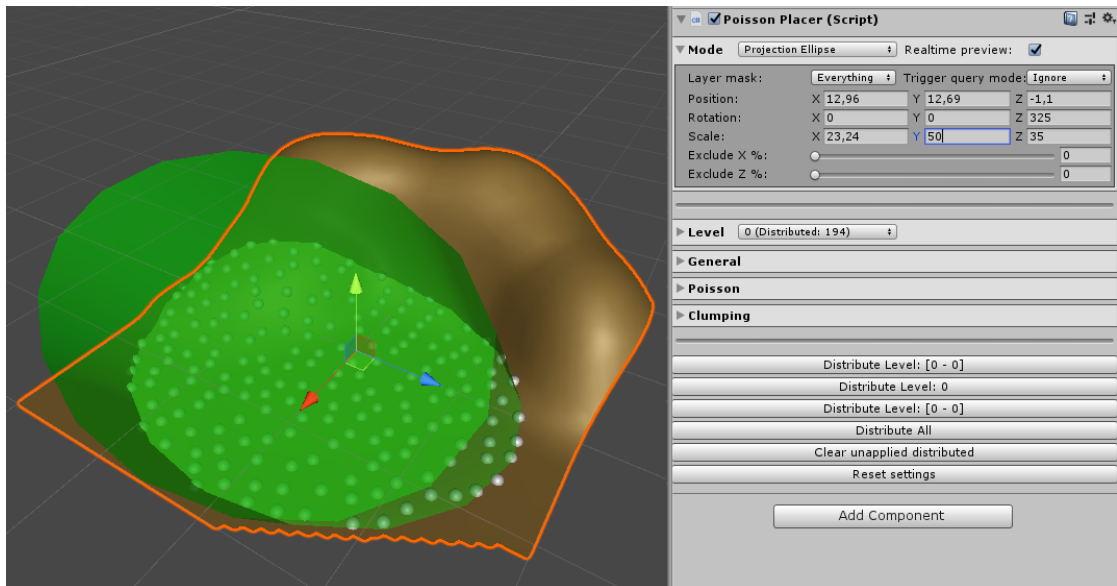 Poisson Placer (Script)
Mode Projection Ellipse Realtime preview:
Layer mask: Everything Trigger query mode: Ignore
Position: X 12,96 Y 12,69 Z -1,1
Rotation: X 0 Y 0 Z 325
Scale: X 23,24 Y 50 Z 35
Exclude X %: 0
Exclude Z %: 0
Level 0 (Distributed: 194)
General
Poisson
Clumping
Distribute Level: [0 - 0]
Distribute Level: 0
Distribute Level: [0 - 0]
Distribute All
Clear unapplied distributed
Reset settings
Add Component